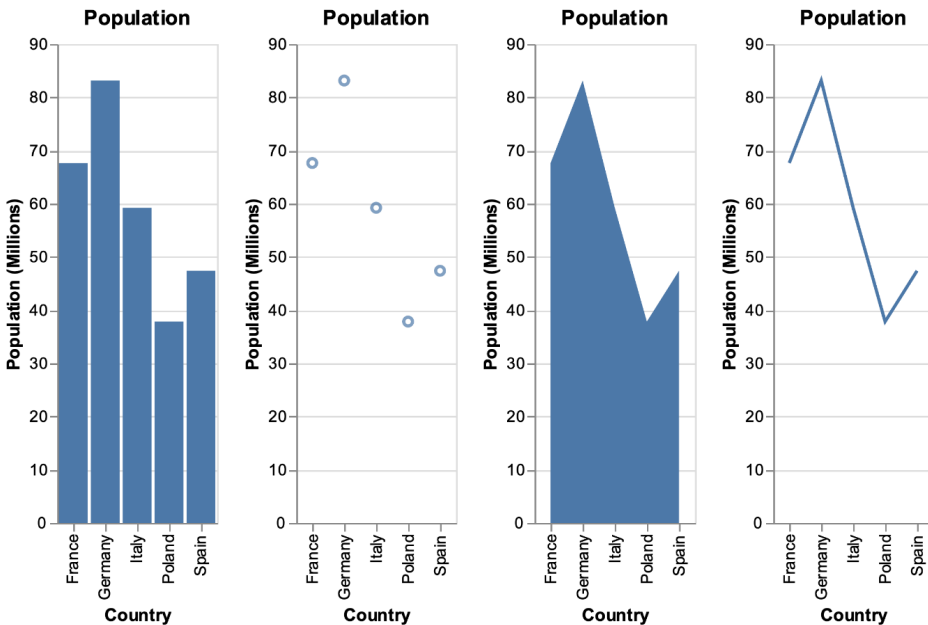 Population
Population (Millions)
90
80
70
60
50
40
30
20
10
0
France
Germany
Italy
Poland
Spain
Country
Population
Population (Millions)
90
80
70
60
50
40
30
20
10
0
France
Germany
Italy
Poland
Spain
Country
Population
Population (Millions)
90
80
70
60
50
40
30
20
10
0
France
Germany
Italy
Poland
Spain
Country
Population
Population (Millions)
90
80
70
60
50
40
30
20
10
0
France
Germany
Italy
Poland
Spain
Country